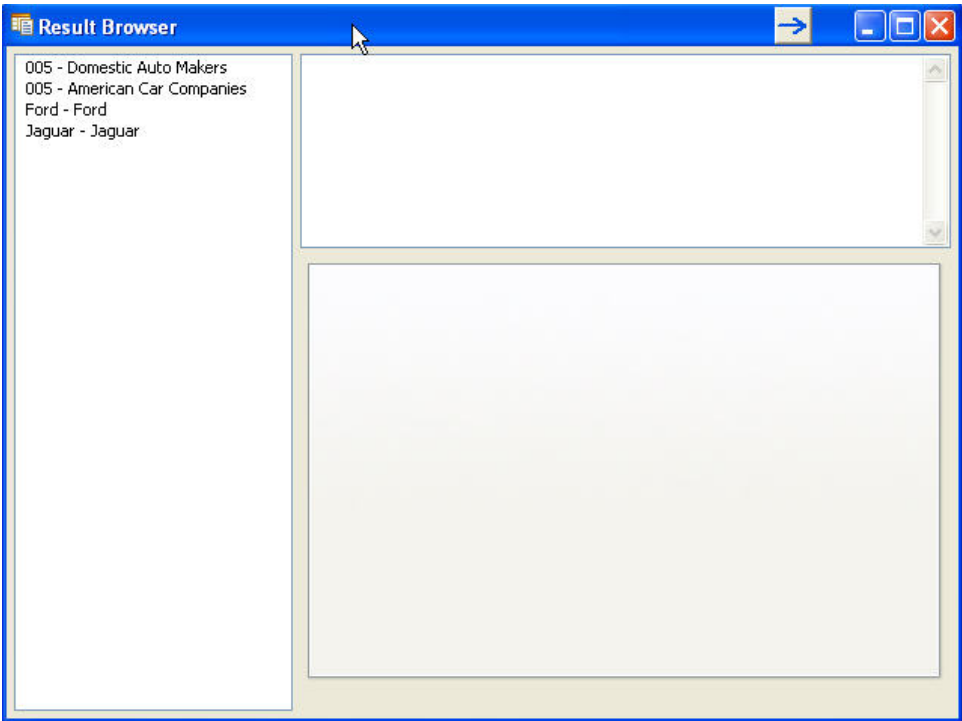 Result Browser
005 - Domestic Auto Makers
005 - American Car Companies
Ford - Ford
Jaguar - Jaguar